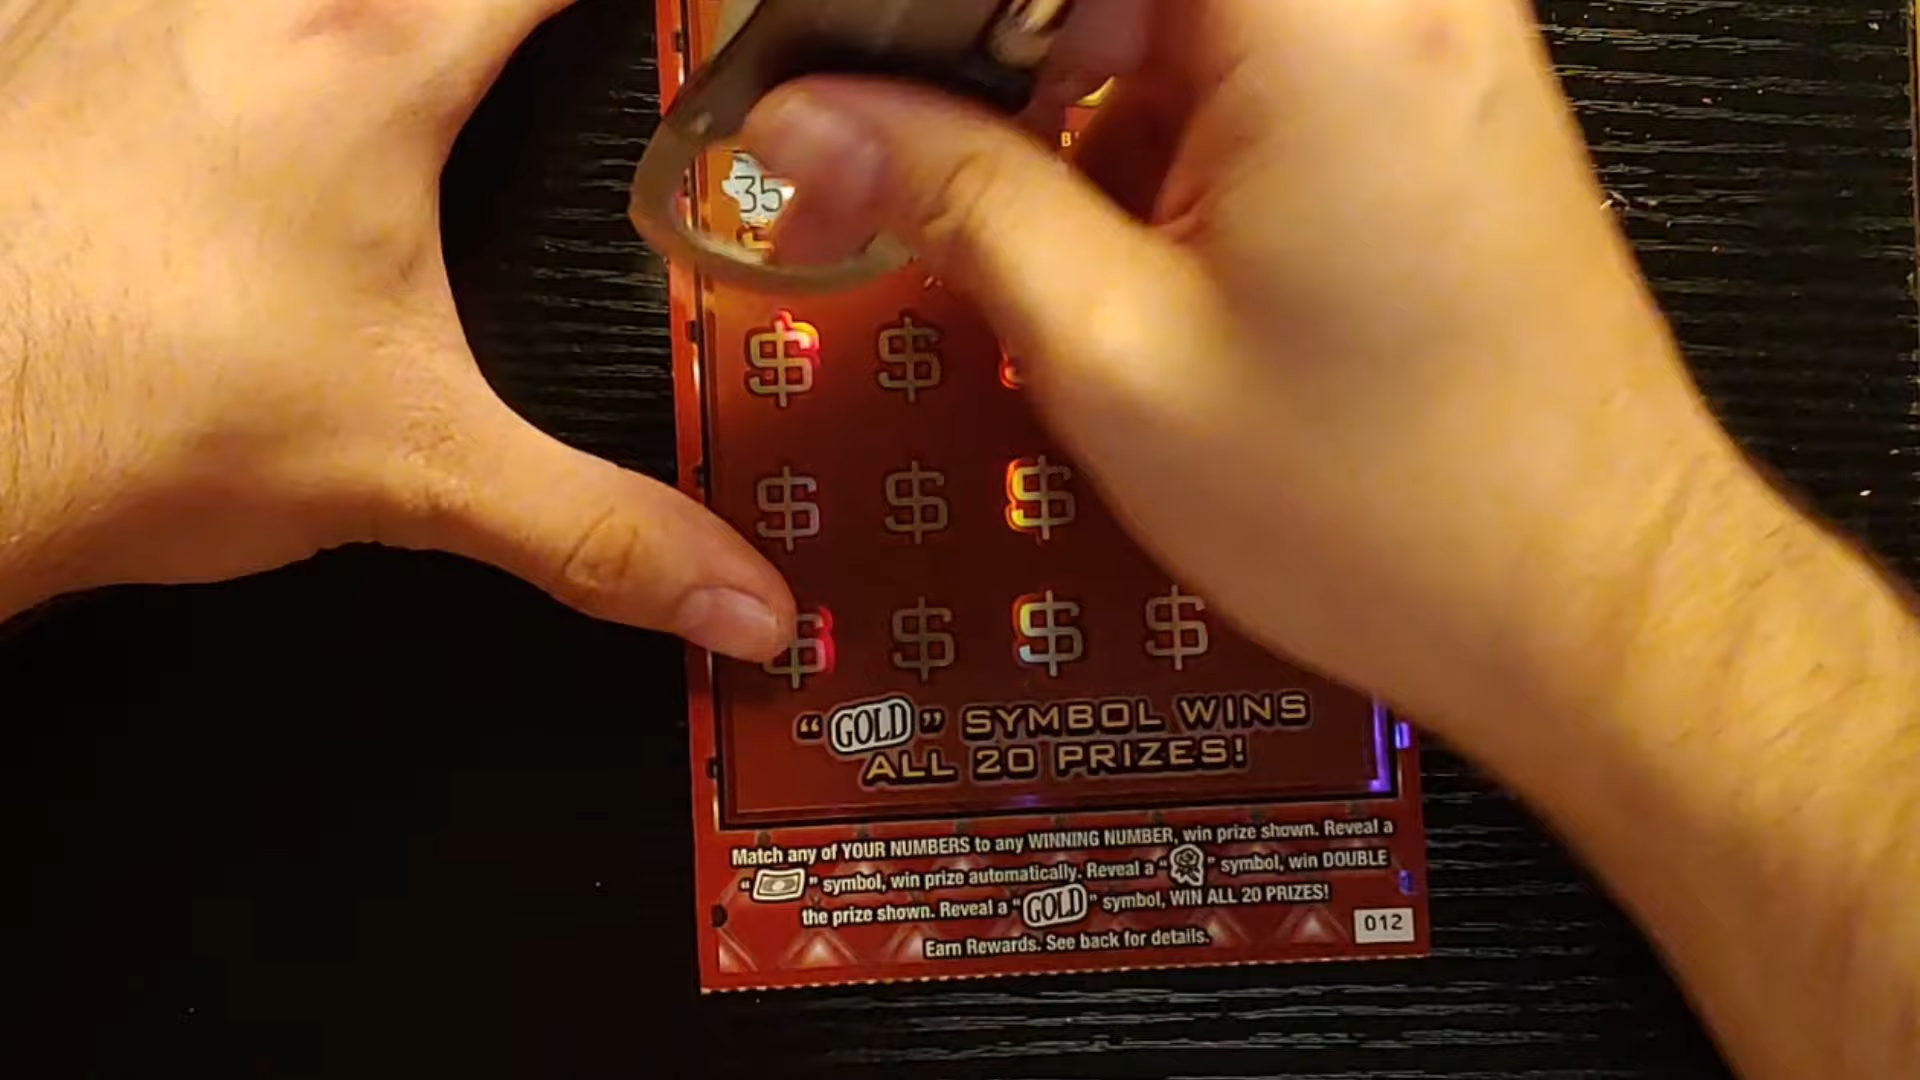 35
“GOLD” SYMBOL WINS
ALL 20 PRIZES!
Match any of YOUR NUMBERS to any WINNING NUMBER, win prize shown. Reveal a
“ ” symbol, win prize automatically. Reveal a “ ” symbol, win DOUBLE
the prize shown. Reveal a “GOLD” symbol, WIN ALL 20 PRIZES!
Earn Rewards. See back for details.
012